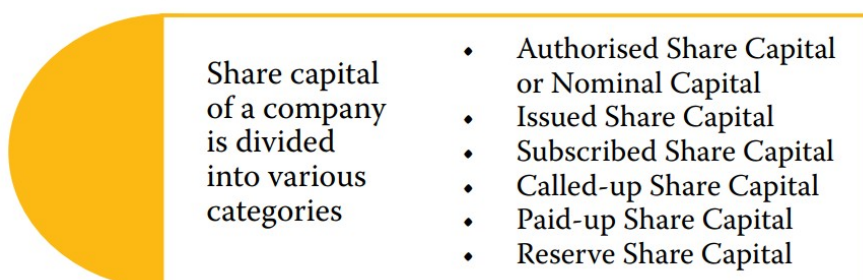 Share capital
of a company
is divided
into various
categories
• Authorised Share Capital
or Nominal Capital
• Issued Share Capital
• Subscribed Share Capital
• Called-up Share Capital
• Paid-up Share Capital
• Reserve Share Capital